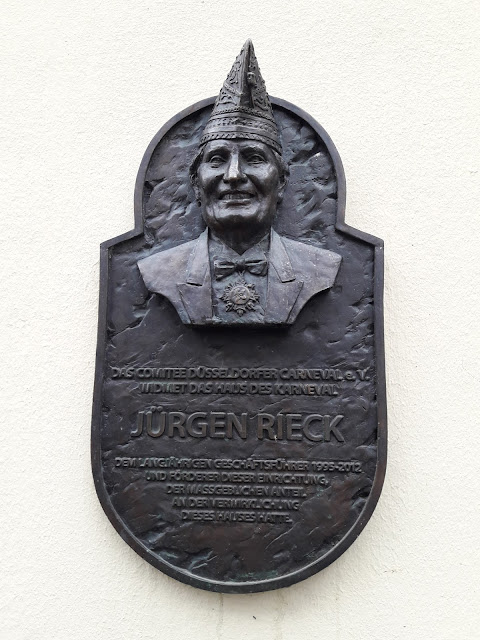 DAS COMITEE DÜSSELDORFER CARNEVAL e.V.
WIDMET DAS HAUS DES KARNEVAL
JÜRGEN RIECK
DEM LANGJÄHRIGEN GESCHÄFTSFÜHRER 1995-2012
UND FÖRDERER DIESER EINRICHTUNG,
DER MASSGEBLICHEN ANTEIL
AN DER VERWIRKLICHUNG
DIESES HAUSES HATTE.